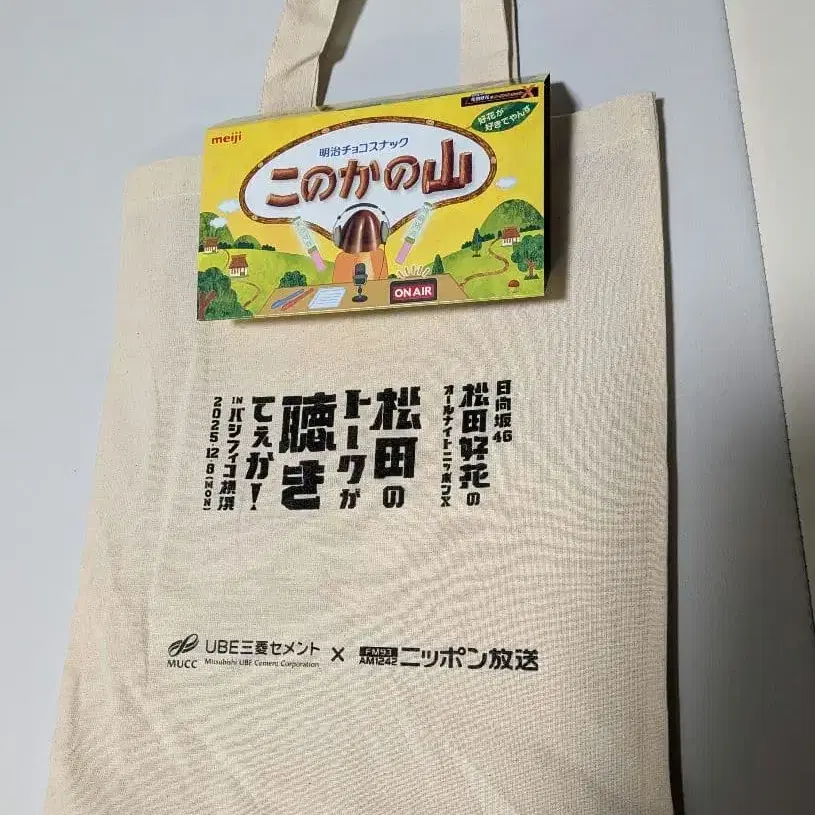 meiji
明治チョコスナック
このかの山
好花が
好きでやんす
ON AIR
日向坂46
松田好花の
オールナイトニッポンX
松田の
トークが
聴き
てぇか!
IN パシフィコ横浜
2025.12.8(MON)
MUCC
UBE三菱セメント
Mitsubishi UBE Cement Corporation
×
FM93
AM1242
ニッポン放送